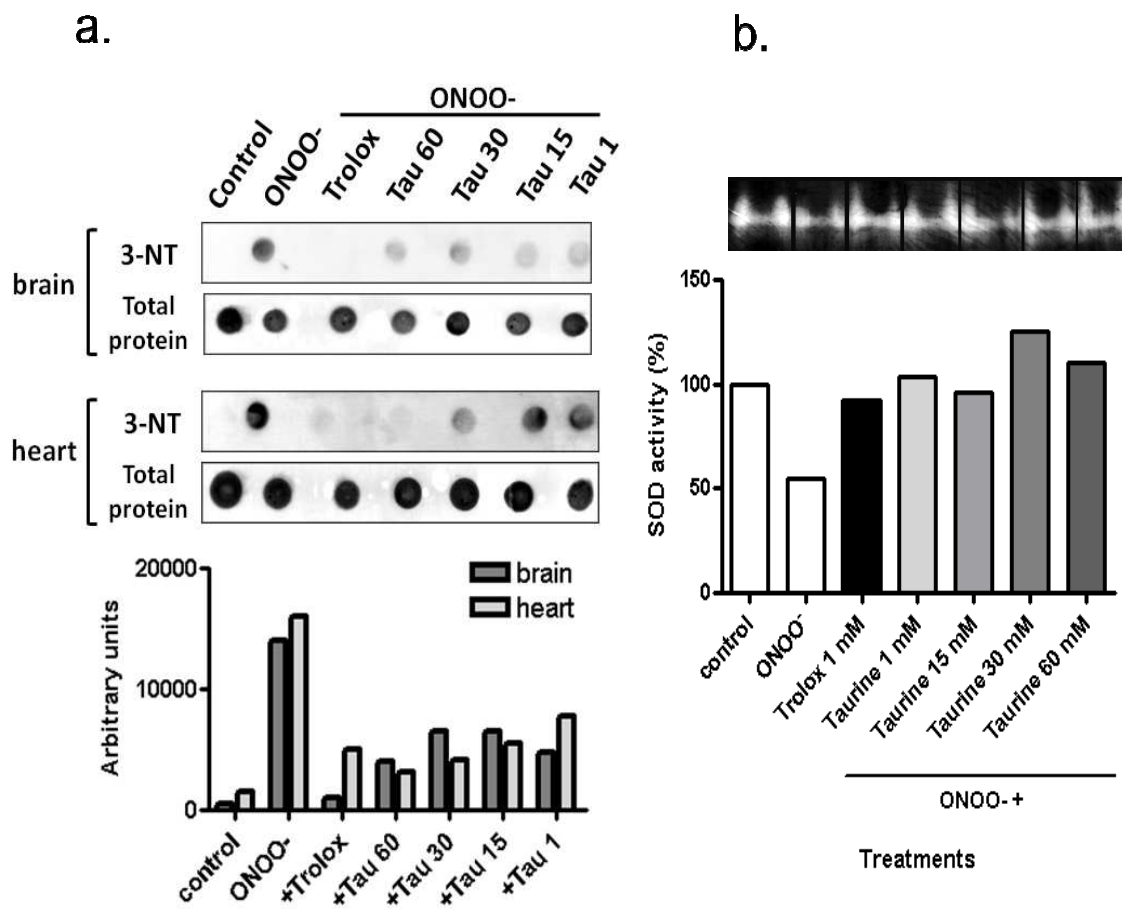 a.
ONOO-
Control ONOO- Trolox Tau 60 Tau 30 Tau 15 Tau 1
brain
3-NT
Total
protein
heart
3-NT
Total
protein
20000
10000
0
Arbitrary units
brain
heart
control ONOO- +Trolox +Tau 60 +Tau 30 +Tau 15 +Tau 1
b.
150
100
50
0
SOD activity (%)
control ONOO- Trolox 1 mM Taurine 1 mM Taurine 15 mM Taurine 30 mM Taurine 60 mM
ONOO- +
Treatments